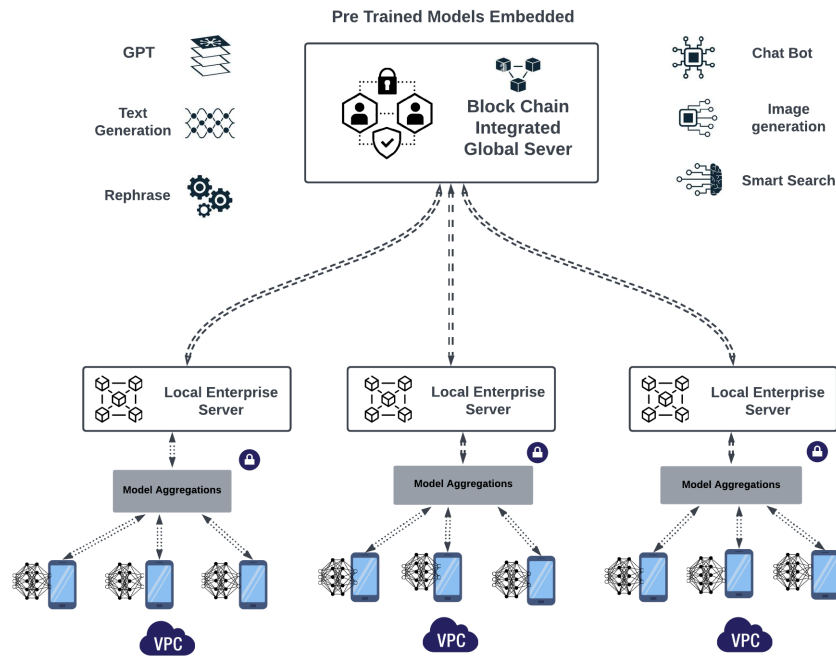 Pre Trained Models Embedded
GPT
Text
Generation
Rephrase
Block Chain
Integrated
Global Sever
Chat Bot
Image
generation
Smart Search
Local Enterprise
Server
Local Enterprise
Server
Local Enterprise
Server
Model Aggregations
Model Aggregations
Model Aggregations
VPC
VPC
VPC